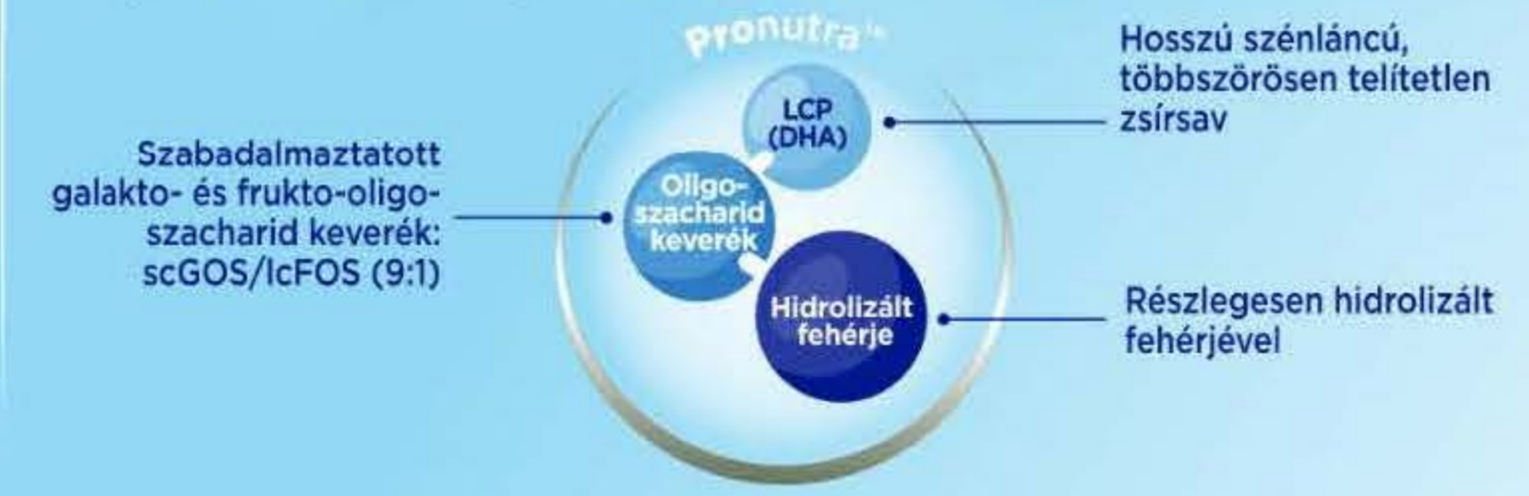 Pronutra
Szabadalmaztatott
galakto- és frukto-oligo-
szacharid keverék:
scGOS/lcFOS (9:1)
LCP
(DHA)
Oligo-
szacharid
keverék
Hidrolizált
fehérje
Hosszú szénláncú,
többszörösen telítetlen
zsírsav
Részlegesen hidrolizált
fehérjével